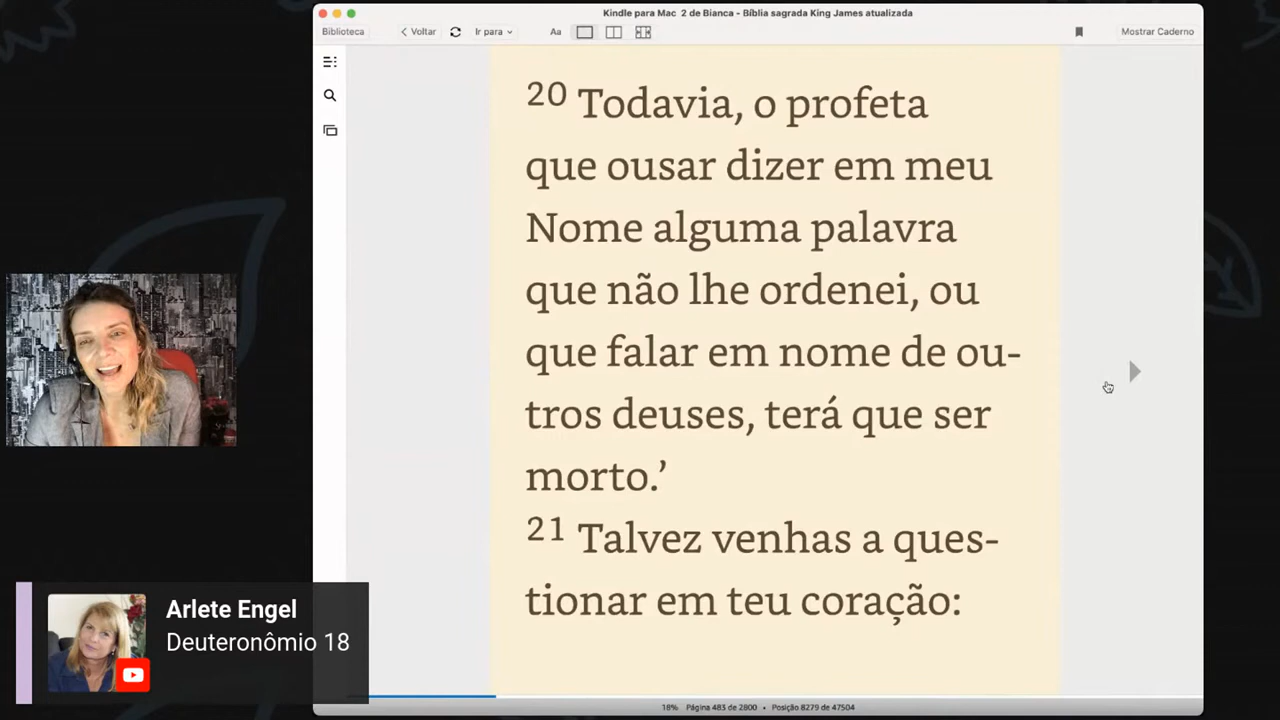 Kindle para Mac 2 de Bianca - Bíblia sagrada King James atualizada
Biblioteca
Voltar
Ir para
Aa
Mostrar Caderno
20 Todavia, o profeta
que ousar dizer em meu
Nome alguma palavra
que não lhe ordenei, ou
que falar em nome de ou-
tros deuses, terá que ser
morto.’
21 Talvez venhas a ques-
tionar em teu coração:
Arlete Engel
Deuteronômio 18
18% Página 483 de 2800 • Posição 8279 de 47504